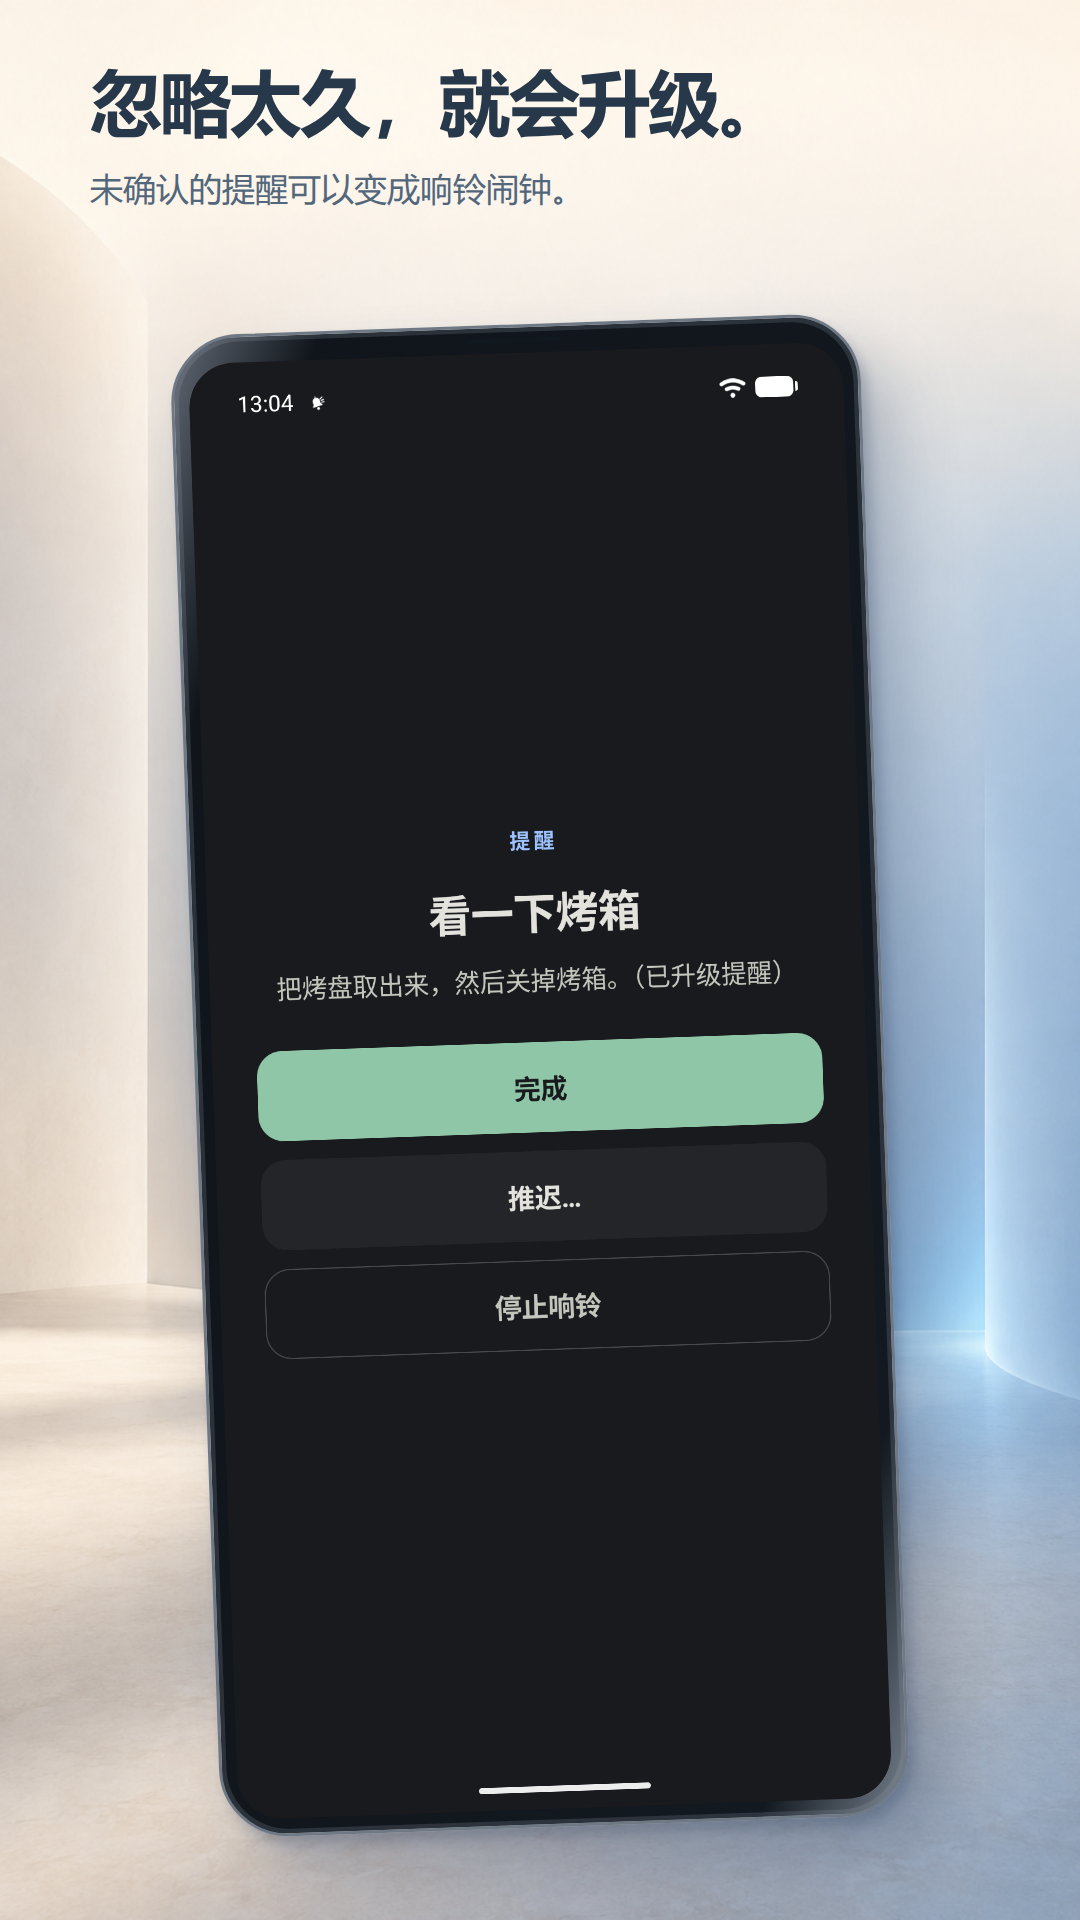 忽略太久，就会升级。
未确认的提醒可以变成响铃闹钟。
13:04
提醒
看一下烤箱
把烤盘取出来，然后关掉烤箱。（已升级提醒）
完成
推迟...
停止响铃